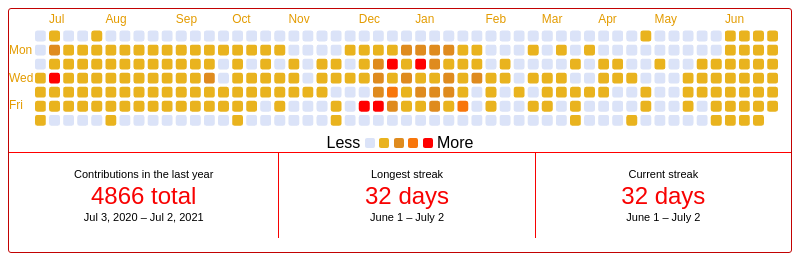 Jul Aug Sep Oct Nov Dec Jan Feb Mar Apr May Jun
Mon
Wed
Fri
Less More
Contributions in the last year
4866 total
Jul 3, 2020 – Jul 2, 2021
Longest streak
32 days
June 1 – July 2
Current streak
32 days
June 1 – July 2